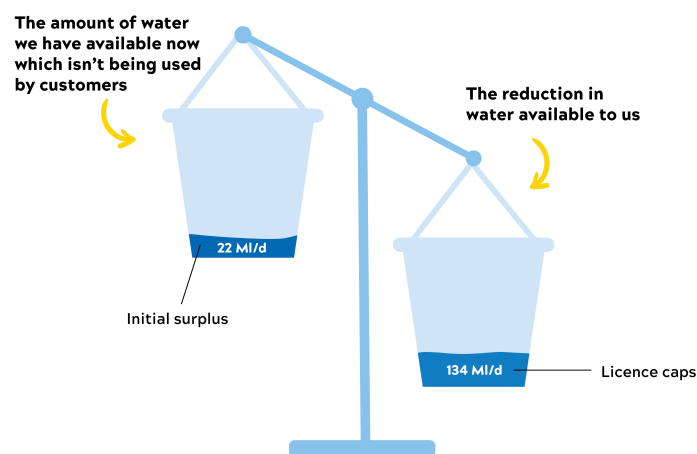 The amount of water
we have available now
which isn't being used
by customers
The reduction in
water available to us
22 Ml/d
Initial surplus
134 Ml/d
Licence caps